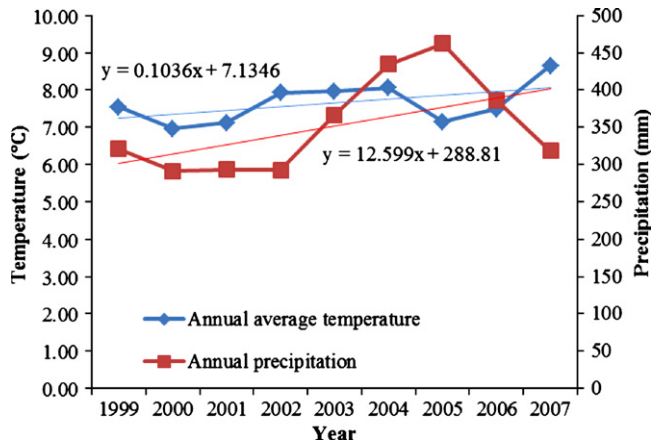 10.00
9.00
8.00
7.00
6.00
5.00
4.00
3.00
2.00
1.00
0.00
Temperature (°C)
y = 0.1036x + 7.1346
y = 12.599x + 288.81
Annual average temperature
Annual precipitation
500
450
400
350
300
250
200
150
100
50
0
Precipitation (mm)
1999 2000 2001 2002 2003 2004 2005 2006 2007
Year